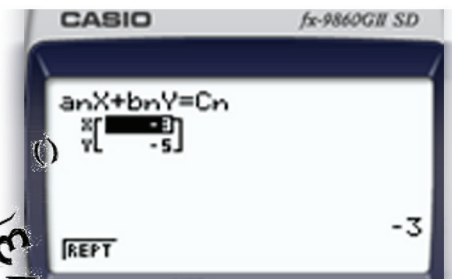 CASIO fx-9860GII SD
anX+bnY=Cn
X[ -3]
Y[ -5]
-3
REPT